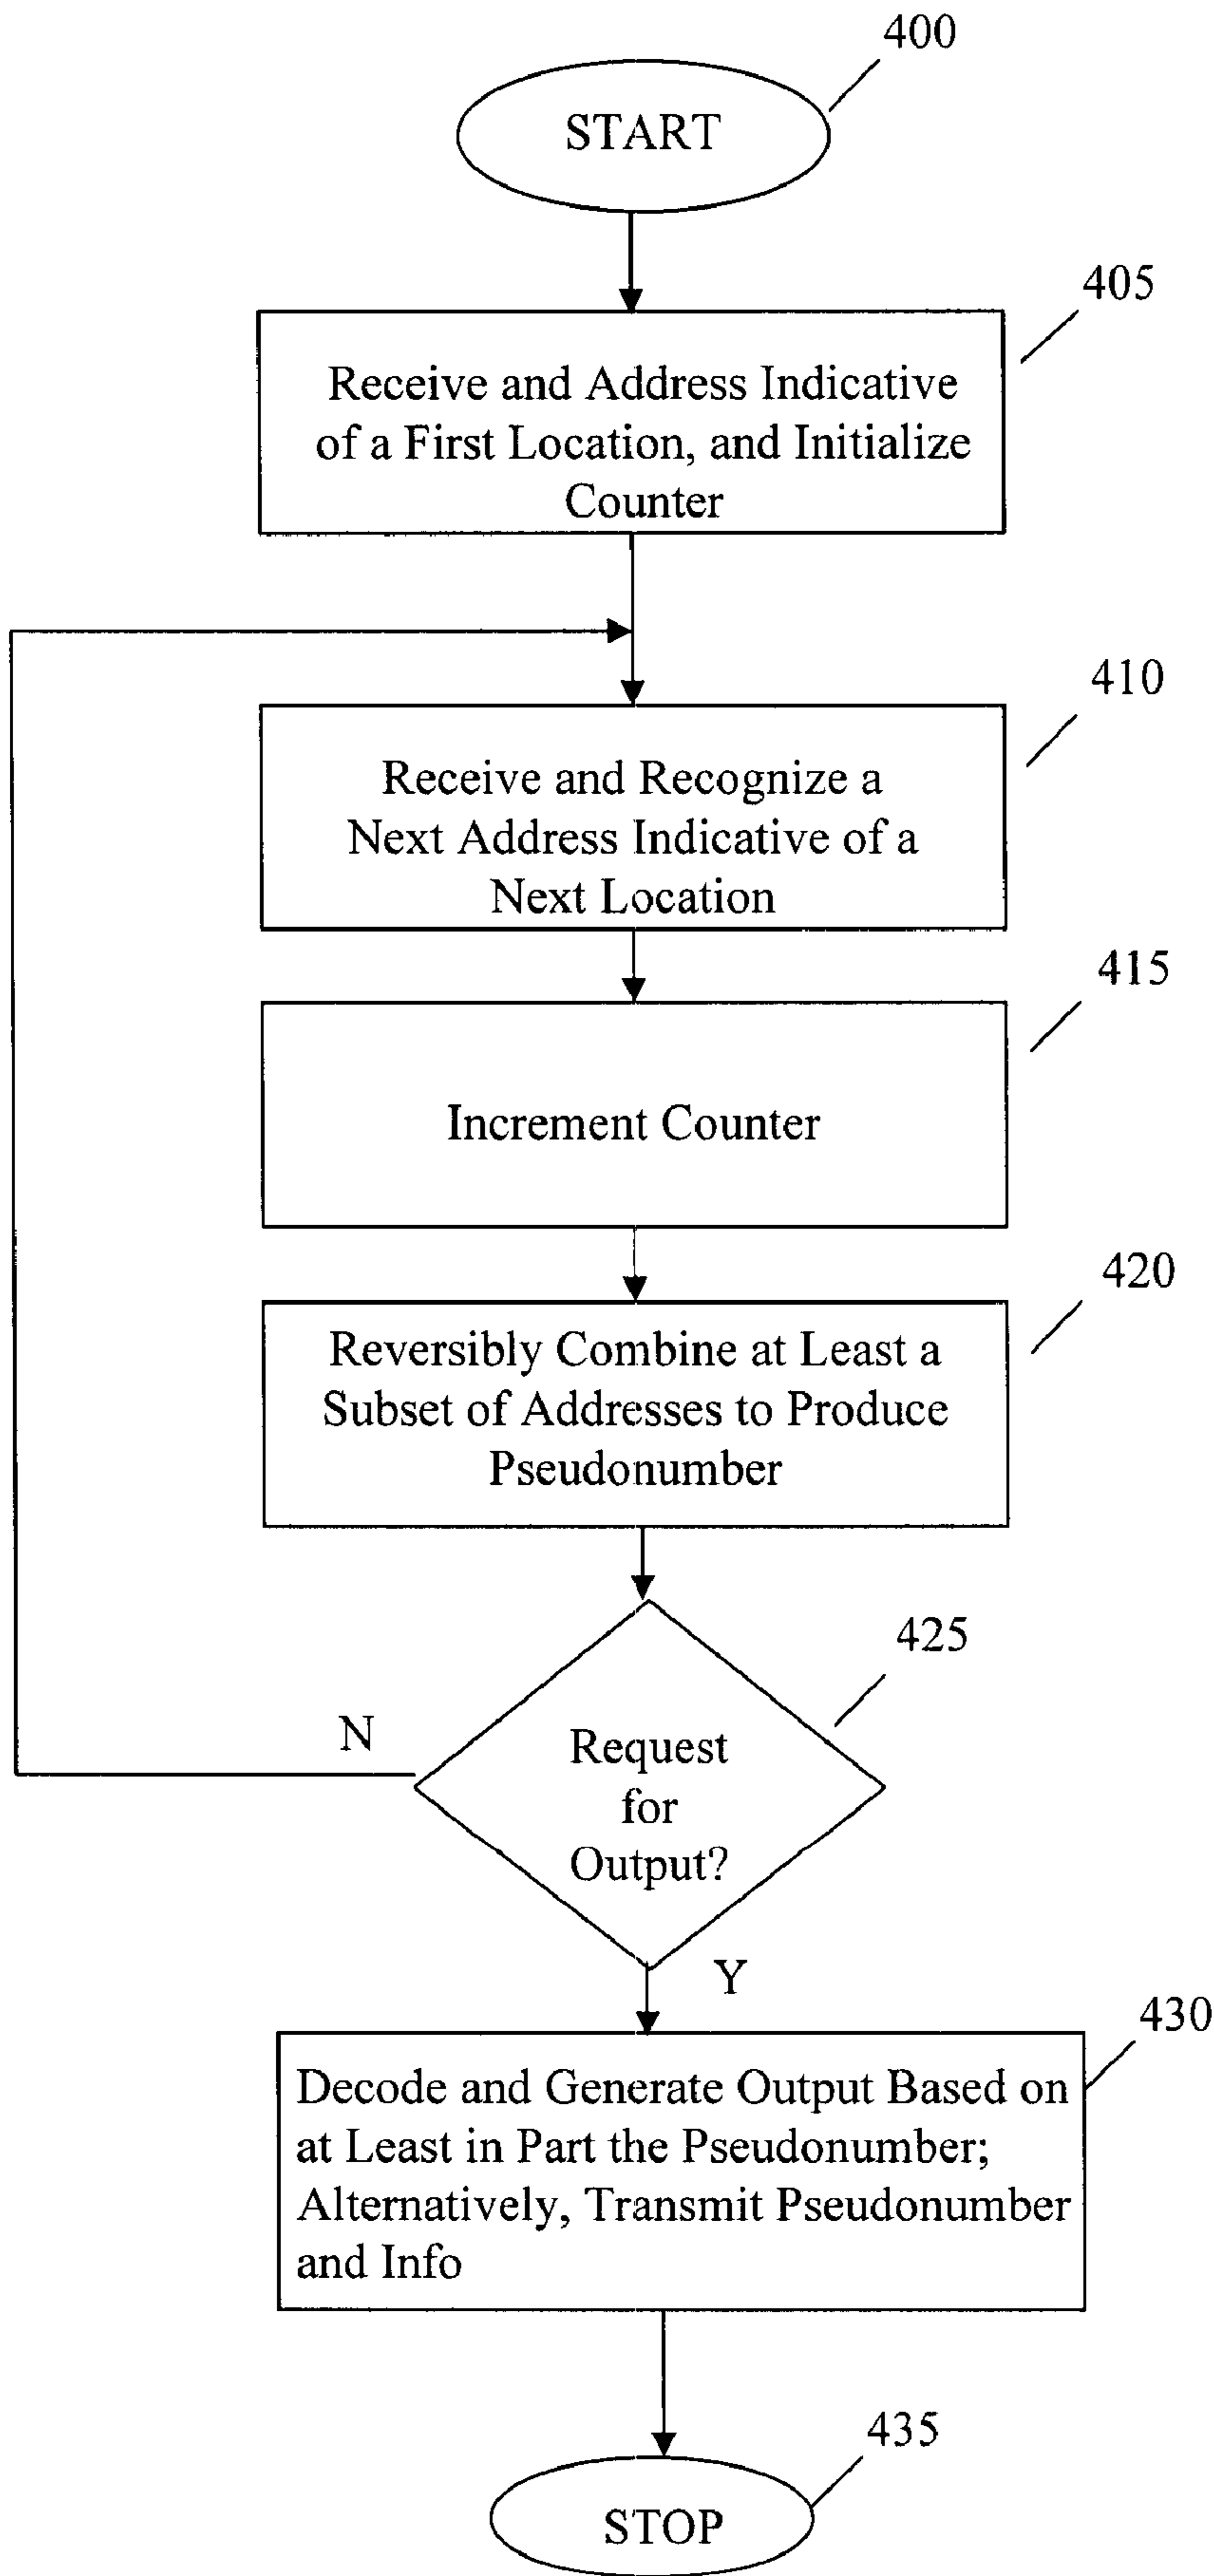 400
START
405
Receive and Address Indicative
of a First Location, and Initialize
Counter
410
Receive and Recognize a
Next Address Indicative of a
Next Location
415
Increment Counter
420
Reversibly Combine at Least a
Subset of Addresses to Produce
Pseudonumber
425
N
Request
for
Output?
Y
430
Decode and Generate Output Based on
at Least in Part the Pseudonumber;
Alternatively, Transmit Pseudonumber
and Info
435
STOP